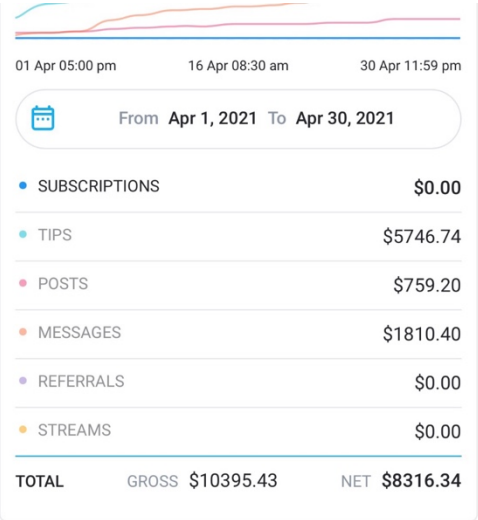 01 Apr 05:00 pm 16 Apr 08:30 am 30 Apr 11:59 pm
From Apr 1, 2021 To Apr 30, 2021
SUBSCRIPTIONS $0.00
TIPS $5746.74
POSTS $759.20
MESSAGES $1810.40
REFERRALS $0.00
STREAMS $0.00
TOTAL GROSS $10395.43 NET $8316.34